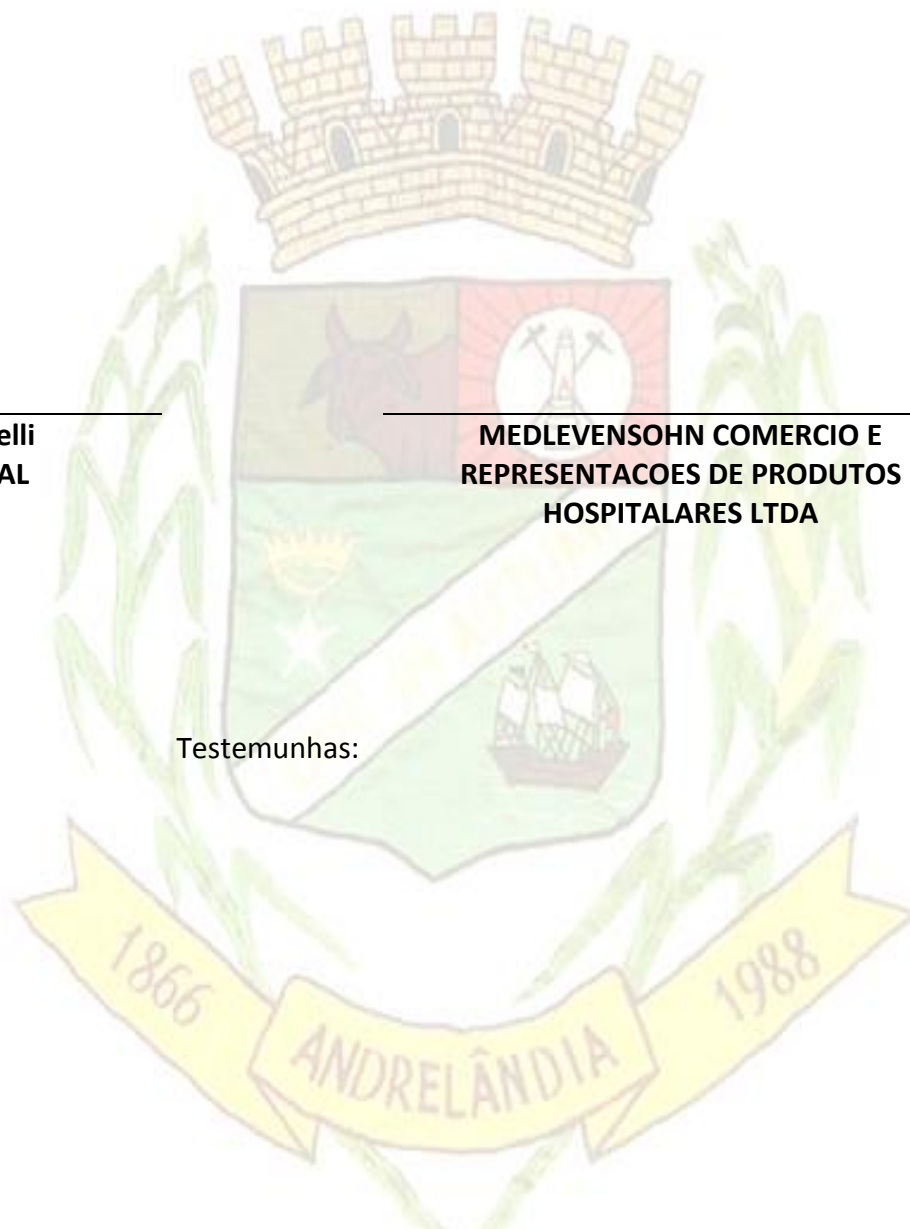 elli
AL
MEDLEVENSOHN COMERCIO E
REPRESENTACOES DE PRODUTOS
HOSPITALARES LTDA
Testemunhas:
1866
ANDRELÂNDIA
1988